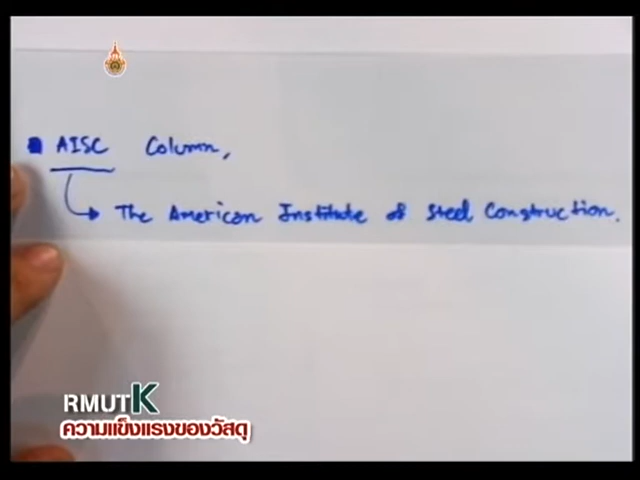 AISC Column,
The American Institute of Steel Construction.
RMUTK
ความแข็งแรงของวัสดุ